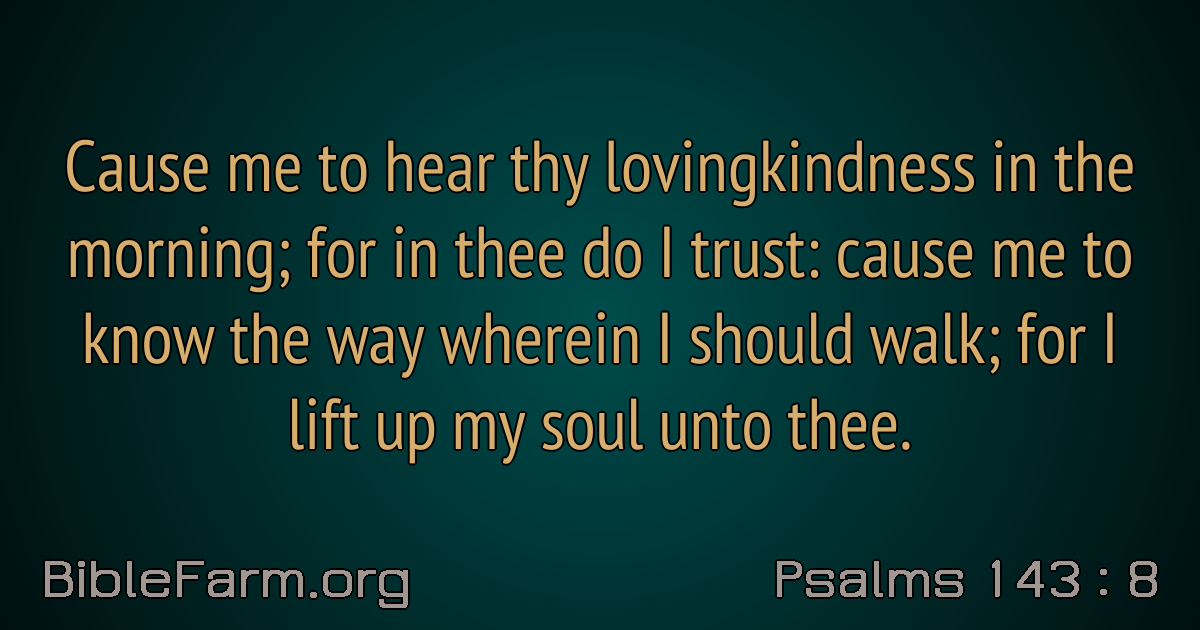 Cause me to hear thy lovingkindness in the
morning; for in thee do I trust: cause me to
know the way wherein I should walk; for I
lift up my soul unto thee.
BibleFarm.org
Psalms 143 : 8